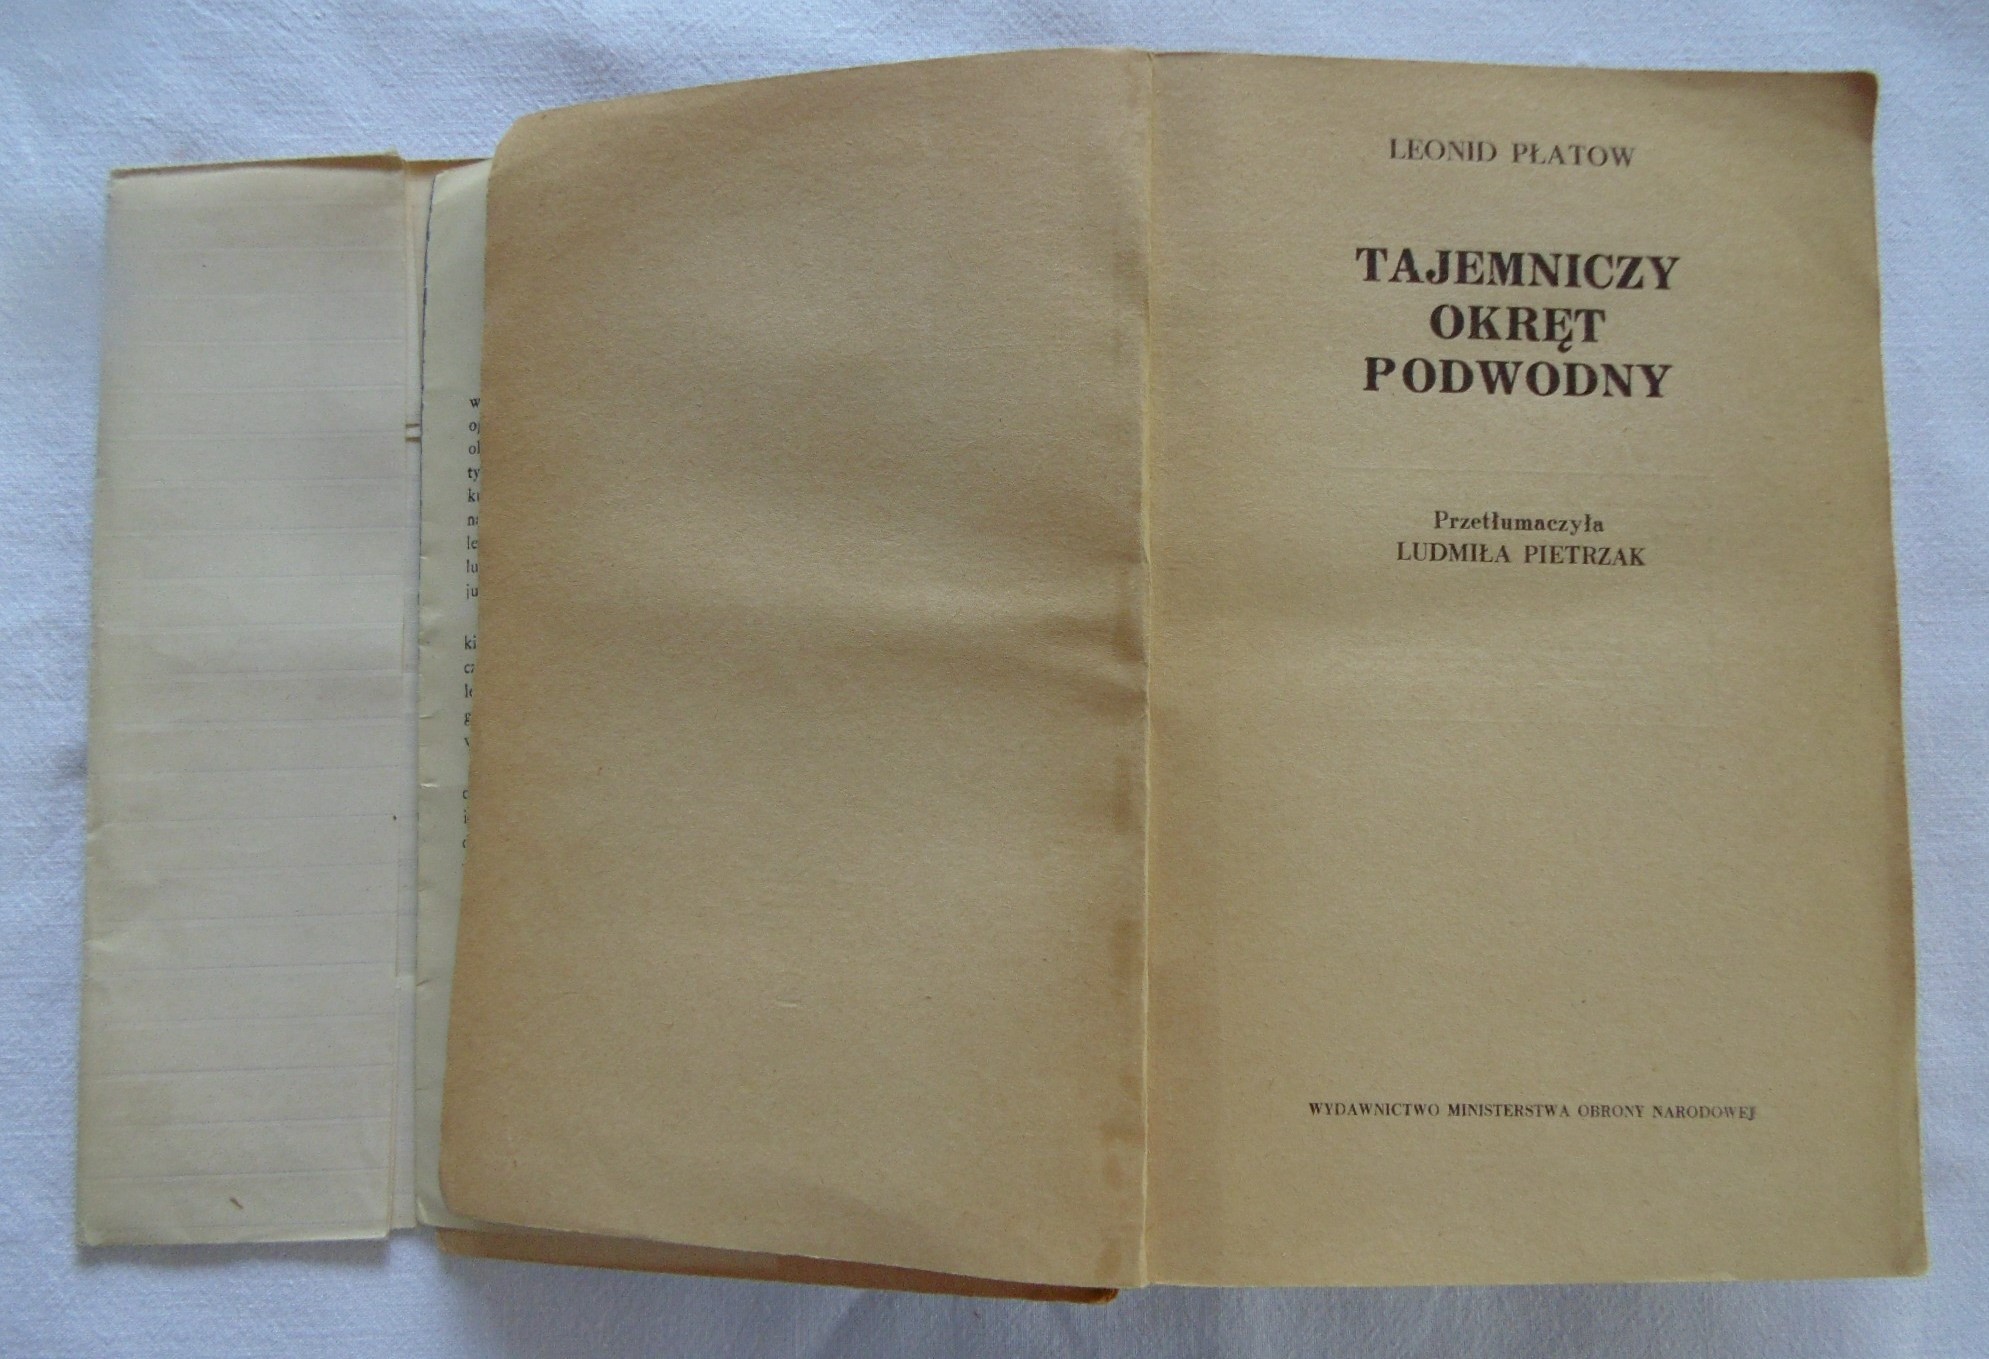 LEONID PŁATOW
TAJEMNICZY
OKRĘT
PODWODNY
Przetłumaczyła
LUDMIŁA PIETRZAK
WYDAWNICTWO MINISTERSTWA OBRONY NARODOWEJ